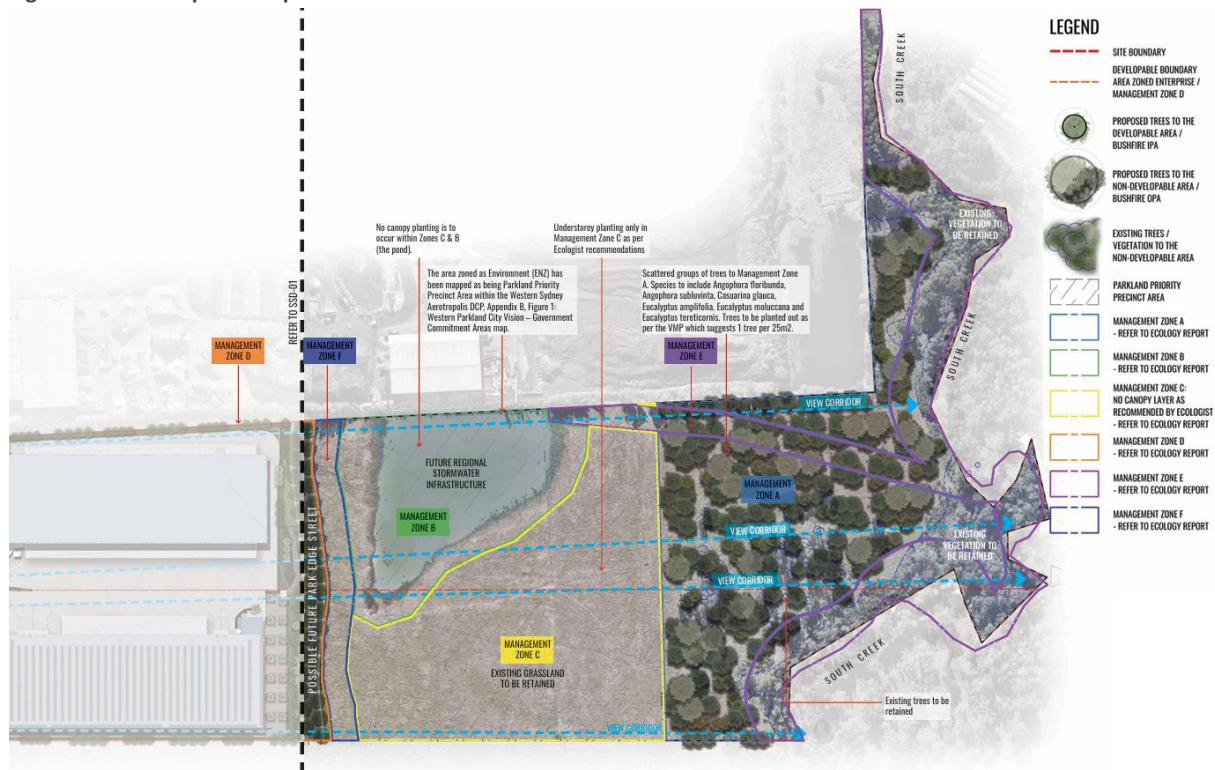 SOUTH CREEK
EXISTING
VEGETATION TO
BE RETAINED
No canopy planting is to
occur within Zones C & B
(the pond).
Understorey planting only in
Management Zone C as per
Ecologist recommendations
The area zoned as Environment (ENZ) has
been mapped as being Parkland Priority
Precinct Area within the Western Sydney
Aerotropolis DCP, Appendix B, Figure 1:
Western Parkland City Vision – Government
Commitment Areas map.
Scattered groups of trees to Management Zone
A. Species to include Angophora floribunda,
Angophora subluvinta, Casuarina glauca,
Eucalyptus amplifolia, Eucalyptus moluccana and
Eucalyptus tereticornis. Trees to be planted out as
per the VMP which suggests 1 tree per 25m2.
REFER TO SSD-01
MANAGEMENT
ZONE D
MANAGEMENT
ZONE F
MANAGEMENT
ZONE E
SOUTH CREEK
VIEW CORRIDOR
FUTURE REGIONAL
STORMWATER
INFRASTRUCTURE
MANAGEMENT
ZONE B
MANAGEMENT
ZONE A
VIEW CORRIDOR
EXISTING
VEGETATION TO
BE RETAINED
VIEW CORRIDOR
POSSIBLE FUTURE PARK EDGE STREET
MANAGEMENT
ZONE C
EXISTING GRASSLAND
TO BE RETAINED
SOUTH CREEK
Existing trees to be
retained
VIEW CORRIDOR
LEGEND
SITE BOUNDARY
DEVELOPABLE BOUNDARY
AREA ZONED ENTERPRISE /
MANAGEMENT ZONE D
PROPOSED TREES TO THE
DEVELOPABLE AREA /
BUSHFIRE IPA
PROPOSED TREES TO THE
NON-DEVELOPABLE AREA /
BUSHFIRE OPA
EXISTING TREES /
VEGETATION TO THE
NON-DEVELOPABLE AREA
PARKLAND PRIORITY
PRECINCT AREA
MANAGEMENT ZONE A
- REFER TO ECOLOGY REPORT
MANAGEMENT ZONE B
- REFER TO ECOLOGY REPORT
MANAGEMENT ZONE C:
NO CANOPY LAYER AS
RECOMMENDED BY ECOLOGIST
- REFER TO ECOLOGY REPORT
MANAGEMENT ZONE D
- REFER TO ECOLOGY REPORT
MANAGEMENT ZONE E
- REFER TO ECOLOGY REPORT
MANAGEMENT ZONE F
- REFER TO ECOLOGY REPORT